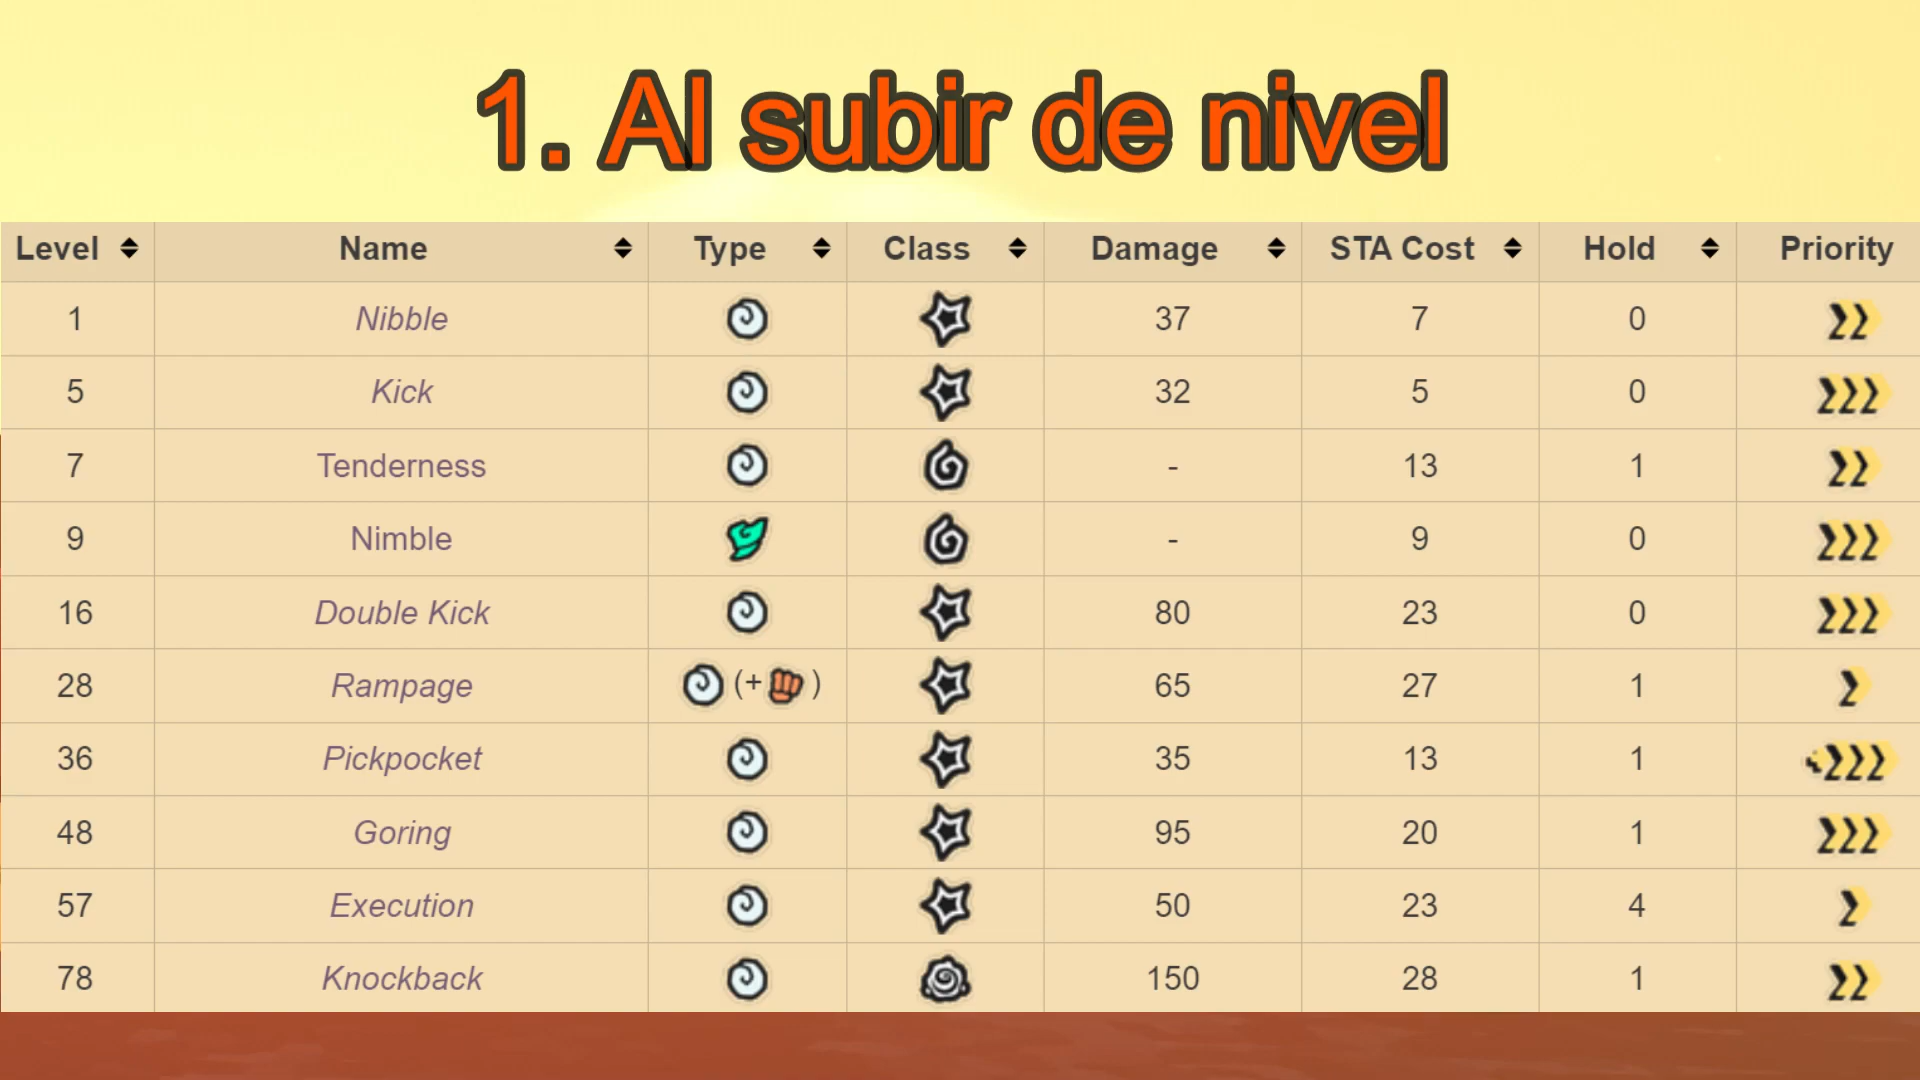 1. Al subir de nivel
Level Name Type Class Damage STA Cost Hold Priority
1 Nibble 37 7 0
5 Kick 32 5 0
7 Tenderness - 13 1
9 Nimble - 9 0
16 Double Kick 80 23 0
28 Rampage (+ ) 65 27 1
36 Pickpocket 35 13 1
48 Goring 95 20 1
57 Execution 50 23 4
78 Knockback 150 28 1